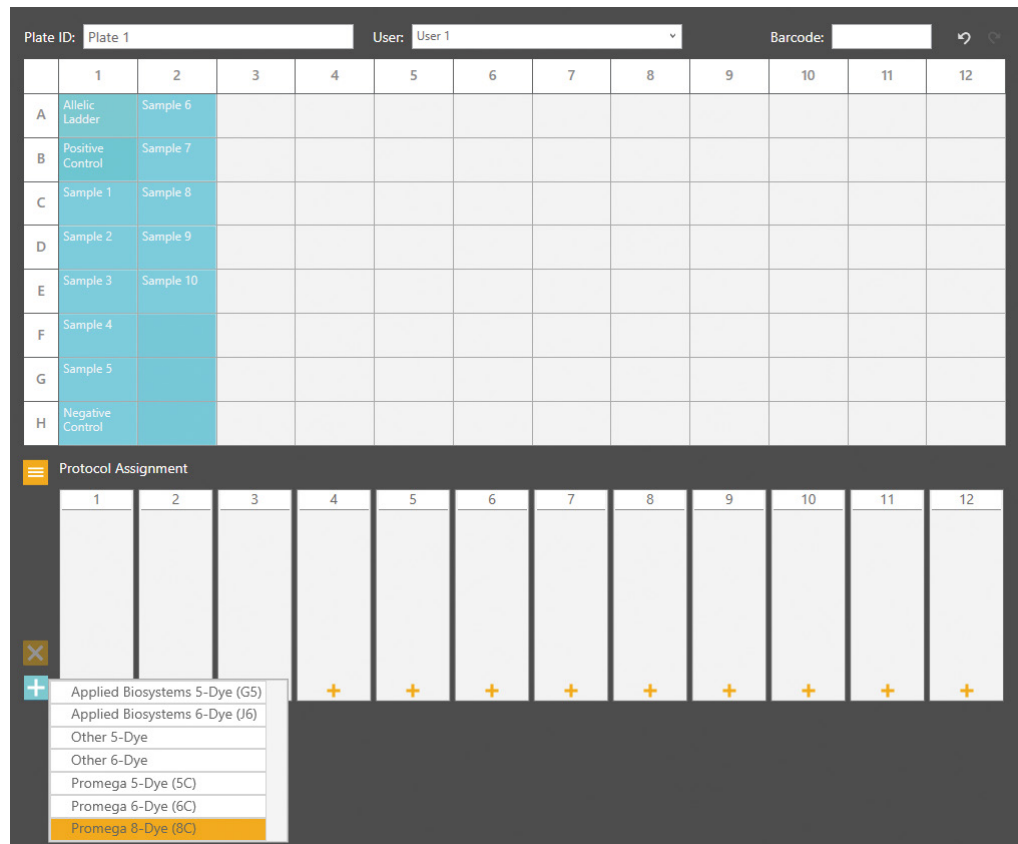 Plate ID: Plate 1 User: User 1 Barcode:
1 2 3 4 5 6 7 8 9 10 11 12
A Allelic Ladder Sample 6
B Positive Control Sample 7
C Sample 1 Sample 8
D Sample 2 Sample 9
E Sample 3 Sample 10
F Sample 4
G Sample 5
H Negative Control
Protocol Assignment
1 2 3 4 5 6 7 8 9 10 11 12
Applied Biosystems 5-Dye (G5)
Applied Biosystems 6-Dye (J6)
Other 5-Dye
Other 6-Dye
Promega 5-Dye (5C)
Promega 6-Dye (6C)
Promega 8-Dye (8C)